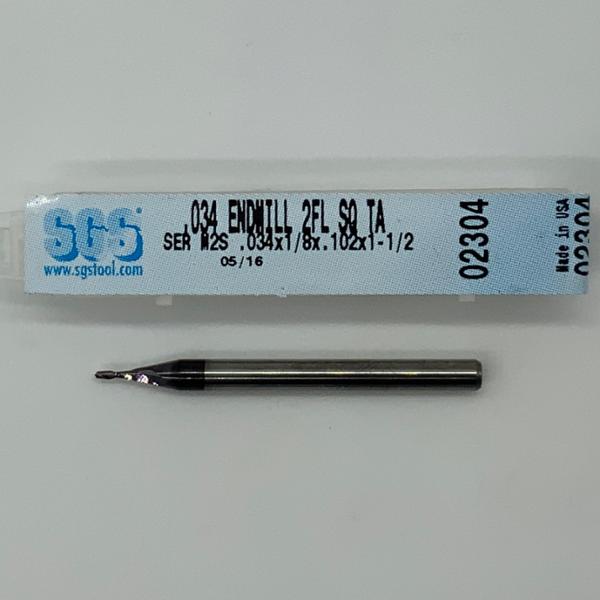 SGS
www.sgstool.com
.034 ENDMILL 2FL SQ TA
SER M2S .034x1/8x.102x1-1/2
05/16
02304
Made in USA
02304